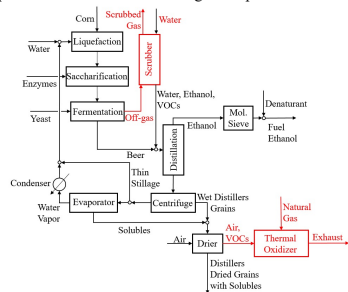 Corn
Scrubbed
Gas
Water
Water
Liquefaction
Scrubber
Enzymes
Saccharification
Water, Ethanol,
VOCs
Yeast
Fermentation
Off-gas
Denaturant
Mol.
Sieve
Ethanol
Fuel
Ethanol
Distillation
Beer
Thin
Stillage
Condenser
Wet Distillers
Grains
Evaporator
Centrifuge
Water
Vapor
Solubles
Natural
Gas
Air
Drier
Air,
VOCs
Thermal
Oxidizer
Exhaust
Distillers
Dried Grains
with Solubles